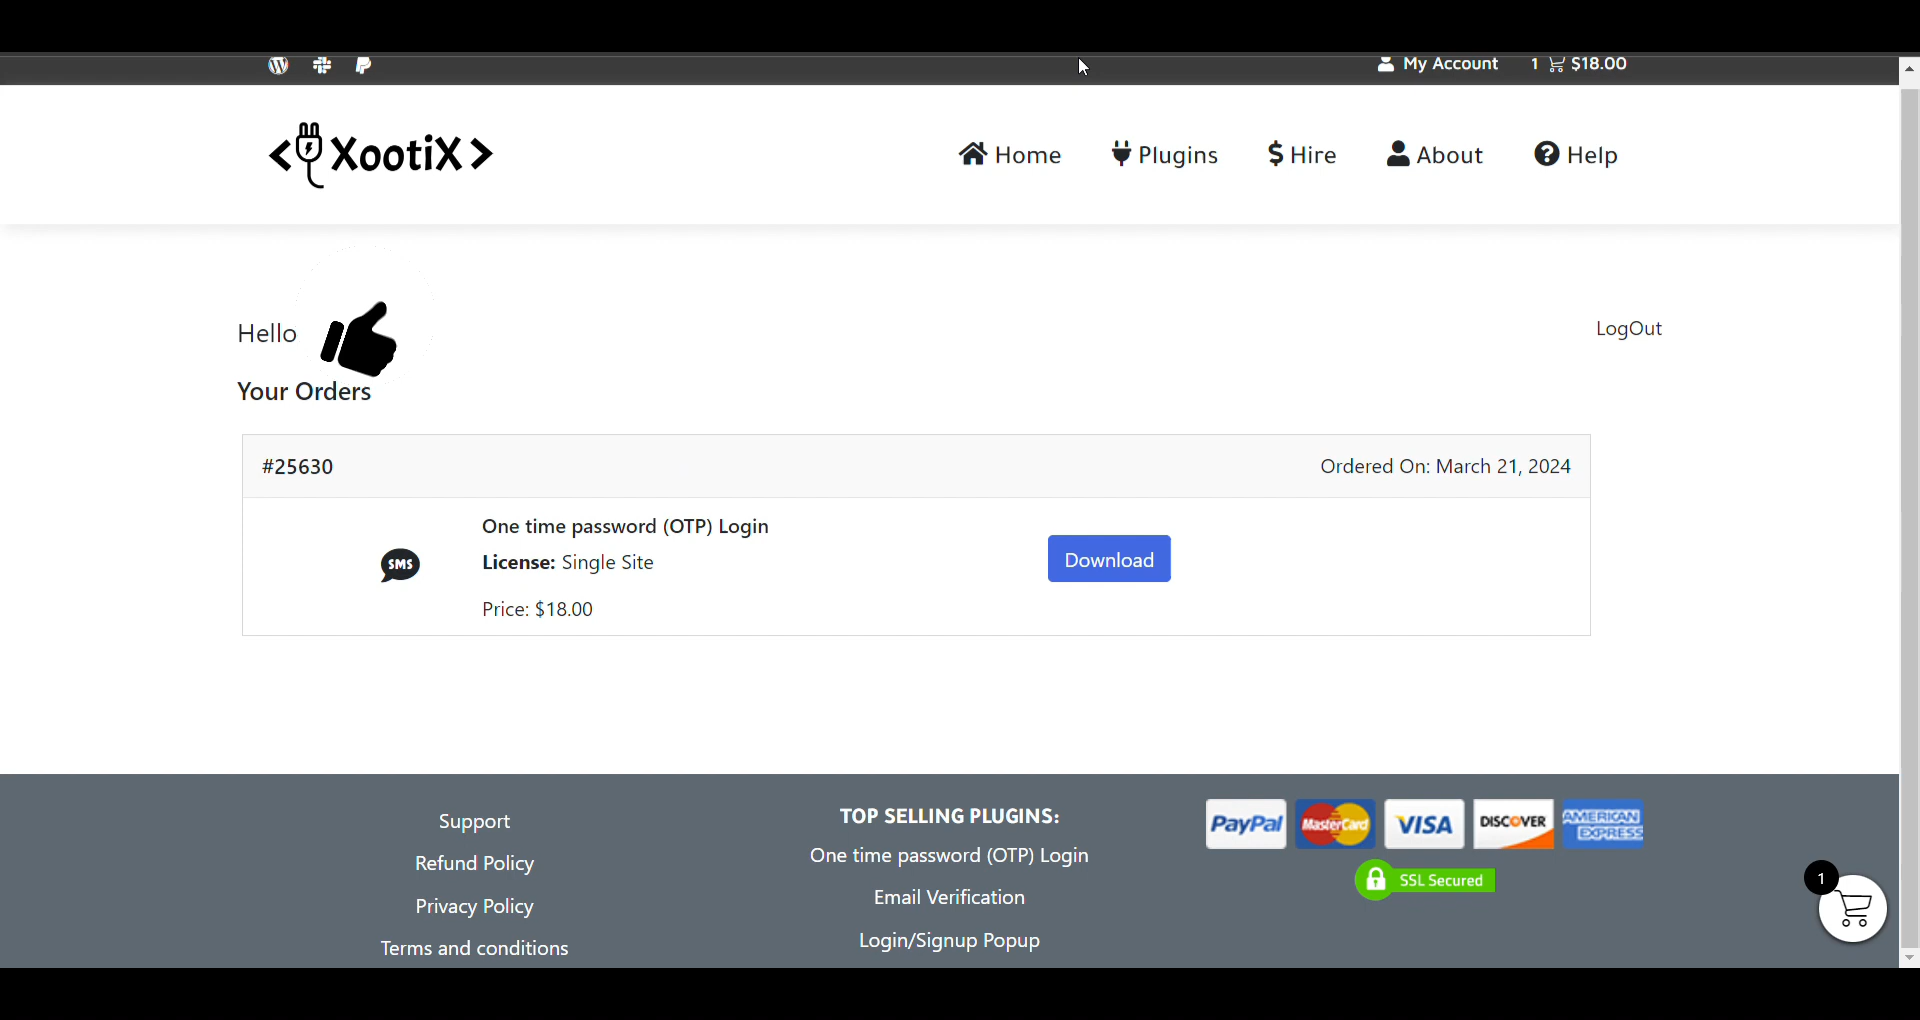 My Account 1 $18.00
<XootiX>
Home Plugins $ Hire About ? Help
Hello
LogOut
Your Orders
#25630
Ordered On: March 21, 2024
SMS
One time password (OTP) Login
License: Single Site
Price: $18.00
Download
Support
Refund Policy
Privacy Policy
Terms and conditions
TOP SELLING PLUGINS:
One time password (OTP) Login
Email Verification
Login/Signup Popup
PayPal MasterCard VISA DISCOVER AMERICAN EXPRESS
SSL Secured
1